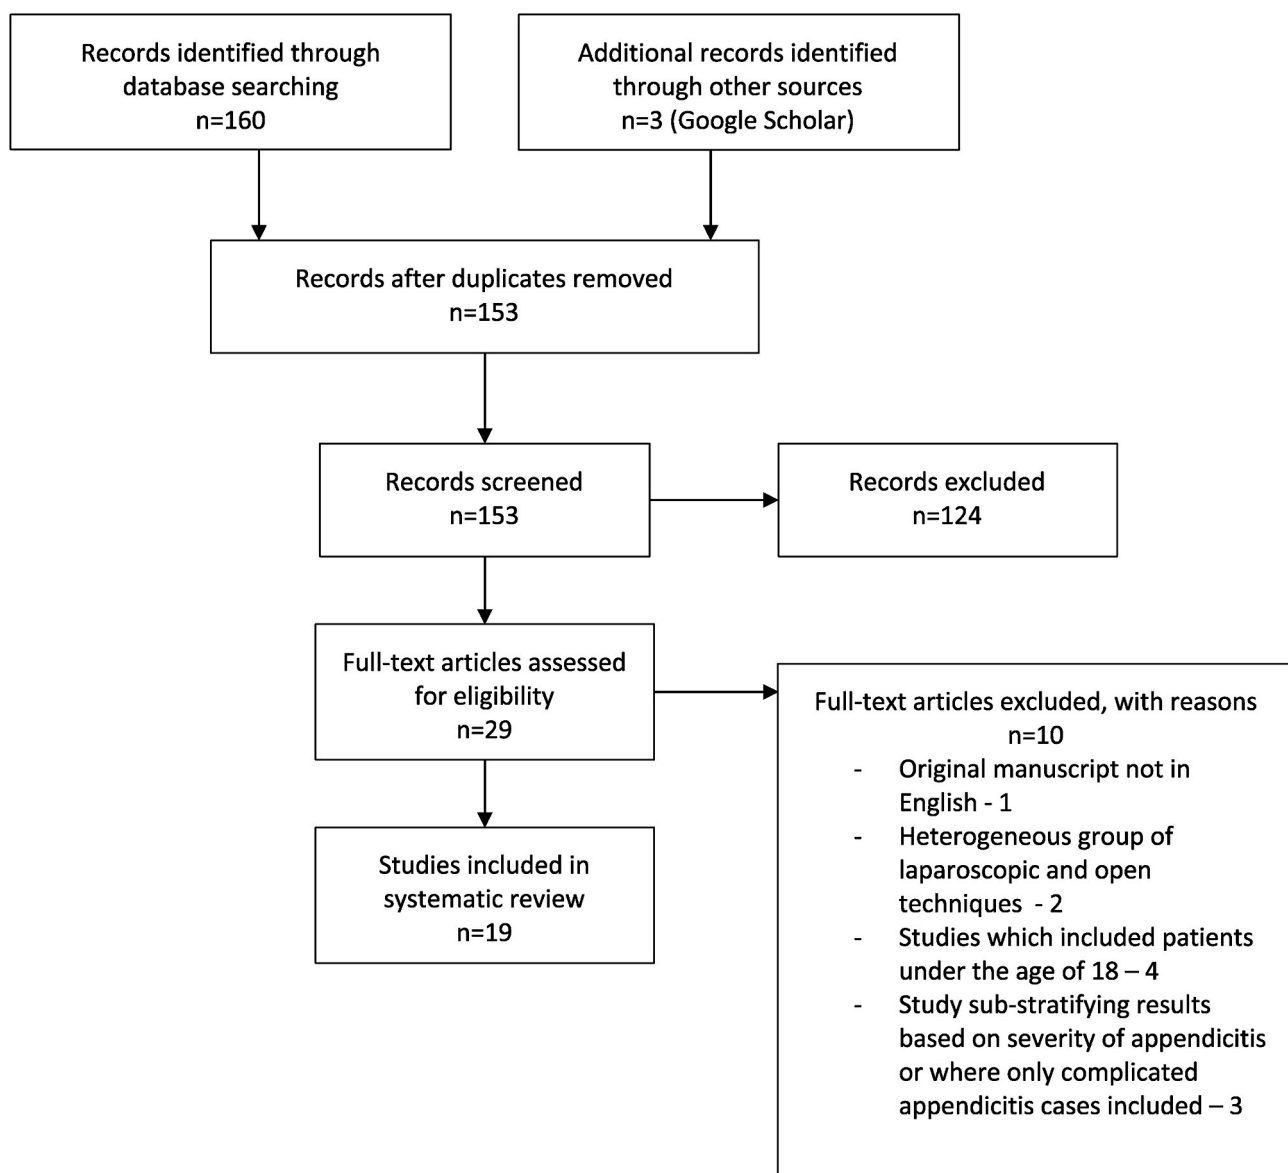 Records identified through
database searching
n=160
Additional records identified
through other sources
n=3 (Google Scholar)
Records after duplicates removed
n=153
Records screened
n=153
Records excluded
n=124
Full-text articles assessed
for eligibility
n=29
Full-text articles excluded, with reasons
n=10
- Original manuscript not in
English - 1
- Heterogeneous group of
laparoscopic and open
techniques  - 2
- Studies which included patients
under the age of 18 – 4
- Study sub-stratifying results
based on severity of appendicitis
or where only complicated
appendicitis cases included – 3
Studies included in
systematic review
n=19